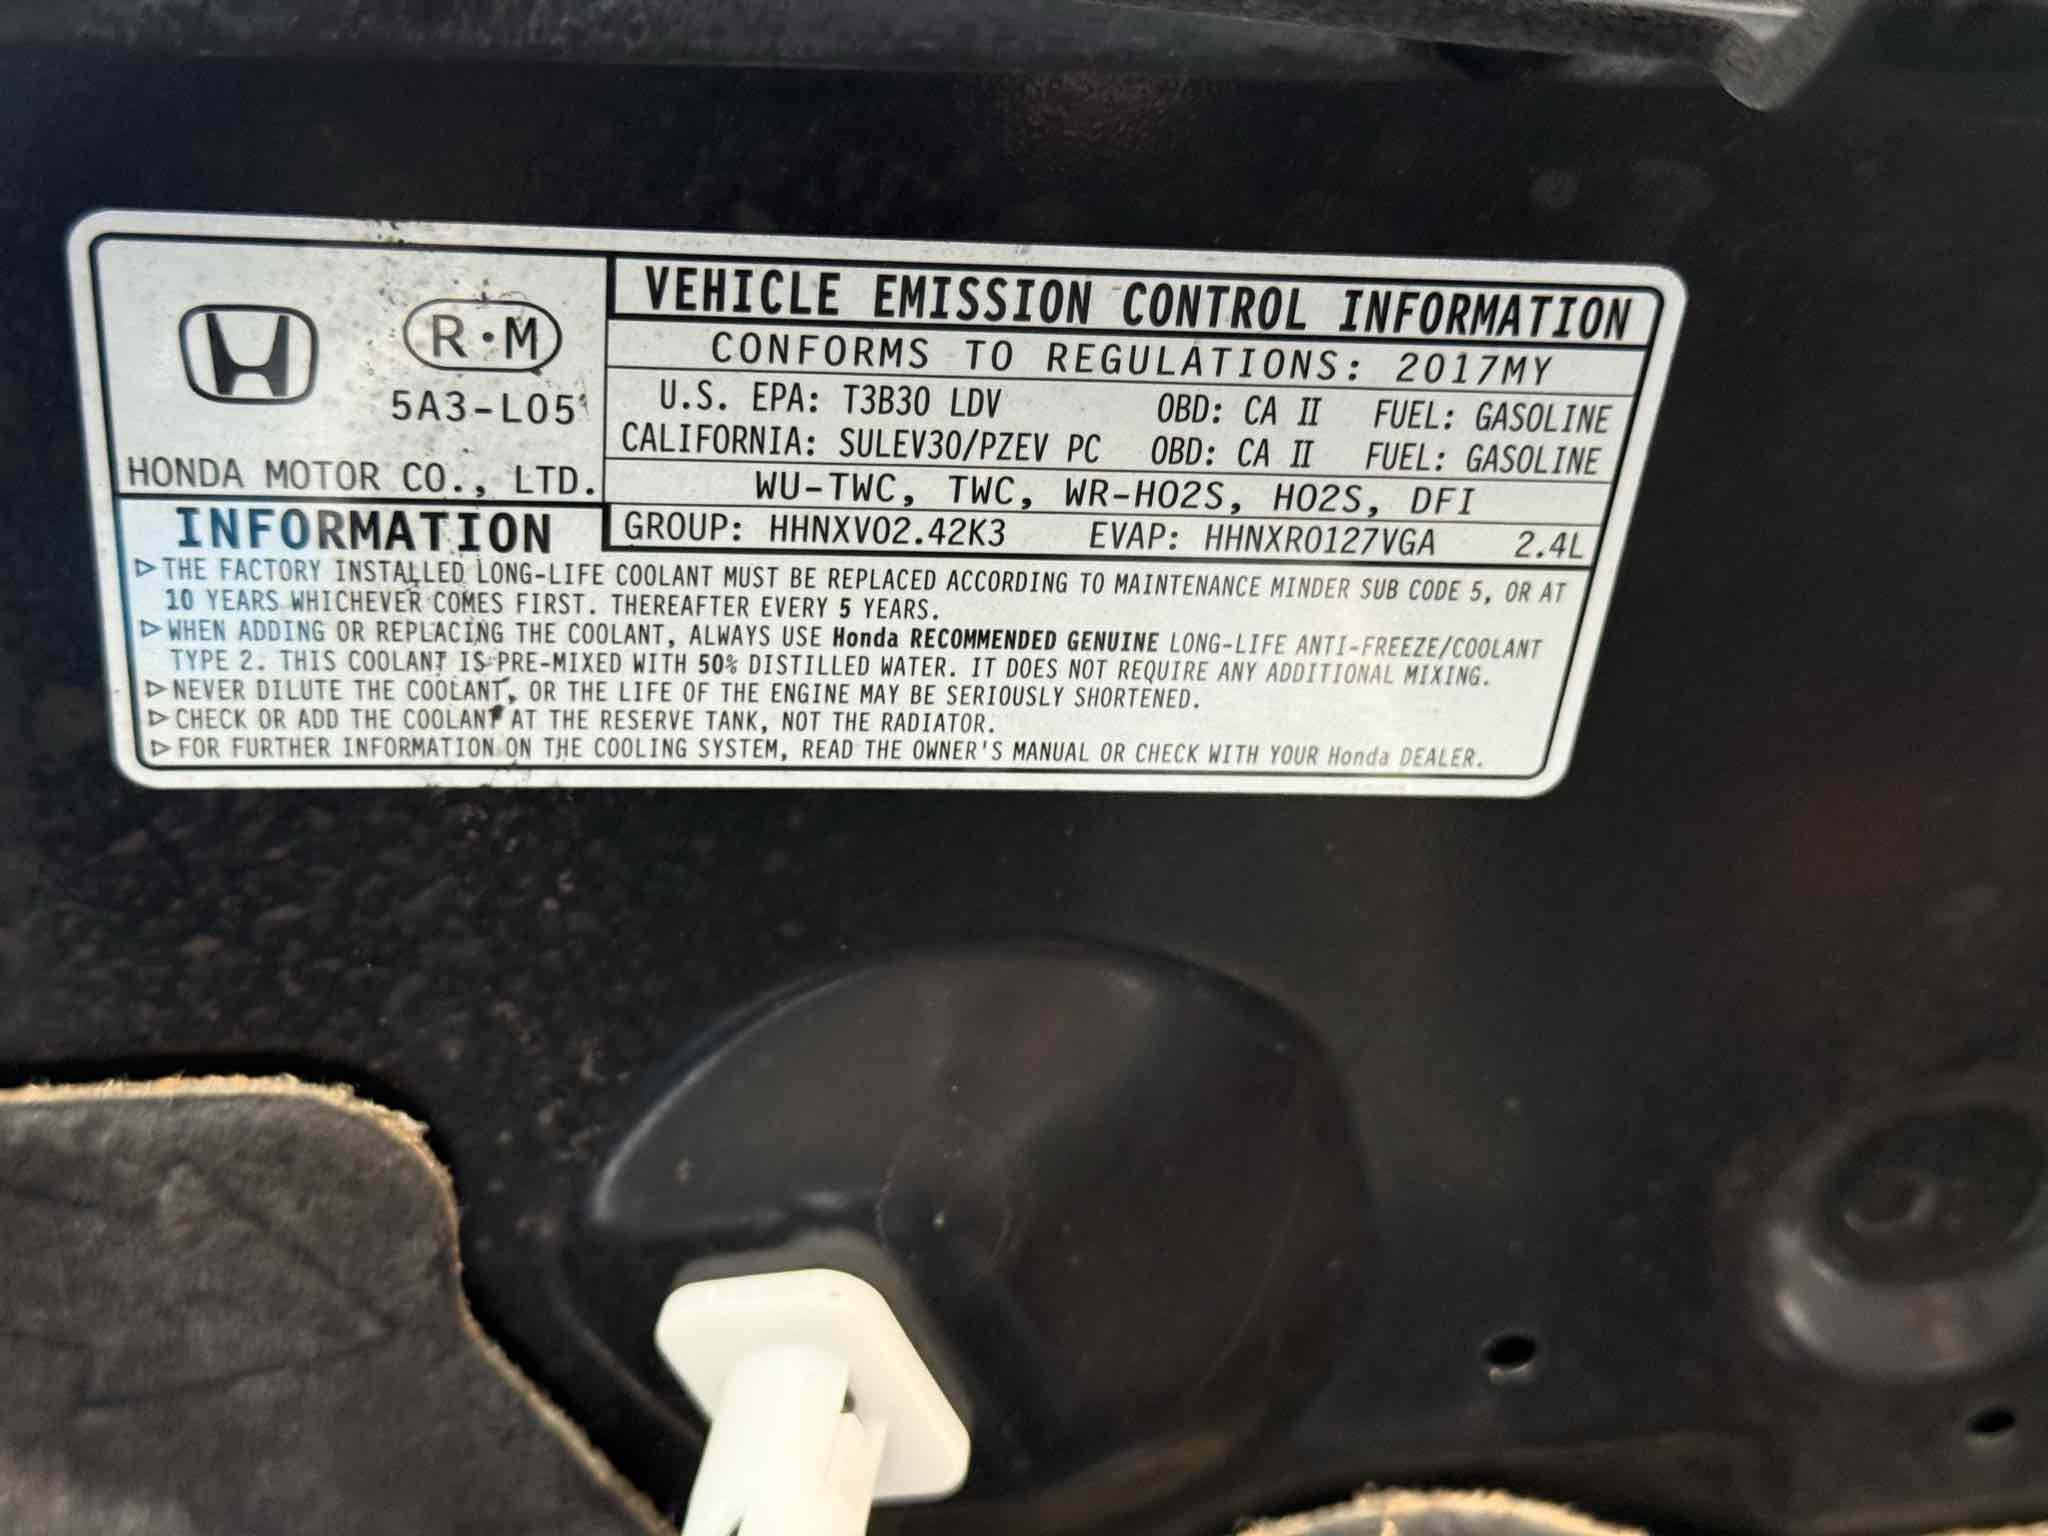 R·M
5A3-L05
HONDA MOTOR CO., LTD.
VEHICLE EMISSION CONTROL INFORMATION
CONFORMS TO REGULATIONS: 2017MY
U.S. EPA: T3B30 LDV OBD: CA II FUEL: GASOLINE
CALIFORNIA: SULEV30/PZEV PC OBD: CA II FUEL: GASOLINE
WU-TWC, TWC, WR-HO2S, HO2S, DFI
GROUP: HHNXV02.42K3 EVAP: HHNXR0127VGA 2.4L
INFORMATION
▷THE FACTORY INSTALLED LONG-LIFE COOLANT MUST BE REPLACED ACCORDING TO MAINTENANCE MINDER SUB CODE 5, OR AT
10 YEARS WHICHEVER COMES FIRST. THEREAFTER EVERY 5 YEARS.
▷WHEN ADDING OR REPLACING THE COOLANT, ALWAYS USE Honda RECOMMENDED GENUINE LONG-LIFE ANTI-FREEZE/COOLANT
TYPE 2. THIS COOLANT IS PRE-MIXED WITH 50% DISTILLED WATER. IT DOES NOT REQUIRE ANY ADDITIONAL MIXING.
▷NEVER DILUTE THE COOLANT, OR THE LIFE OF THE ENGINE MAY BE SERIOUSLY SHORTENED.
▷CHECK OR ADD THE COOLANT AT THE RESERVE TANK, NOT THE RADIATOR.
▷FOR FURTHER INFORMATION ON THE COOLING SYSTEM, READ THE OWNER'S MANUAL OR CHECK WITH YOUR Honda DEALER.